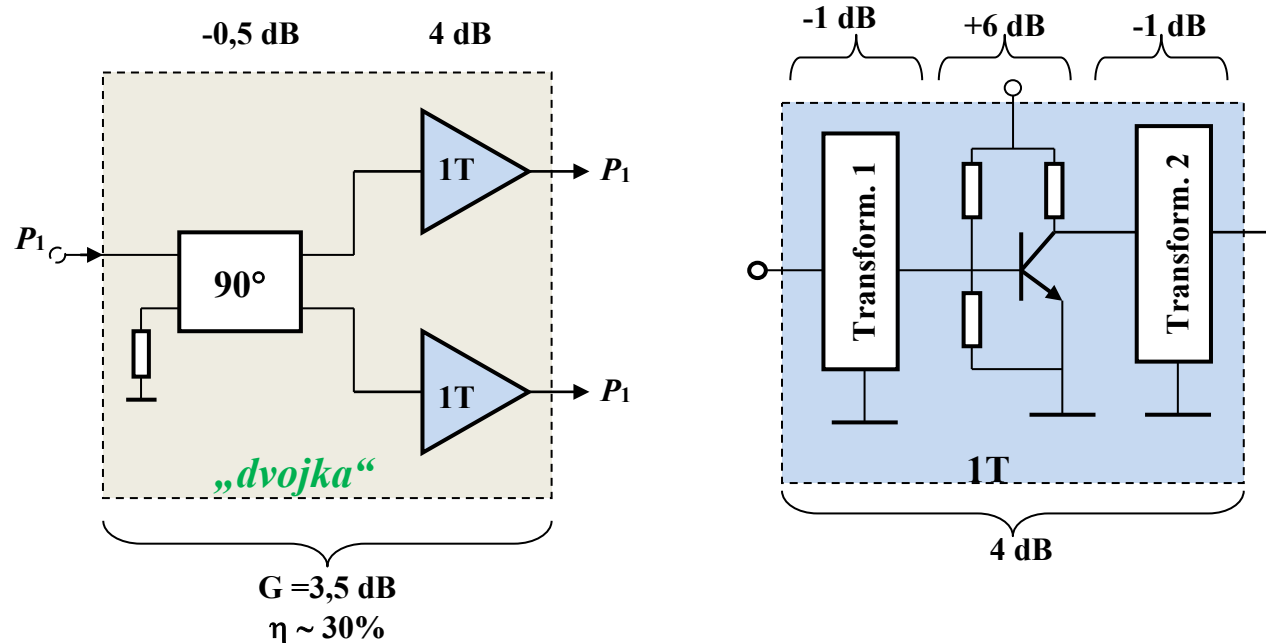 -0,5 dB
4 dB
P1
90°
1T
P1
1T
P1
„dvojka“
G =3,5 dB
η ~ 30%
-1 dB
+6 dB
-1 dB
Transform. 1
Transform. 2
1T
4 dB